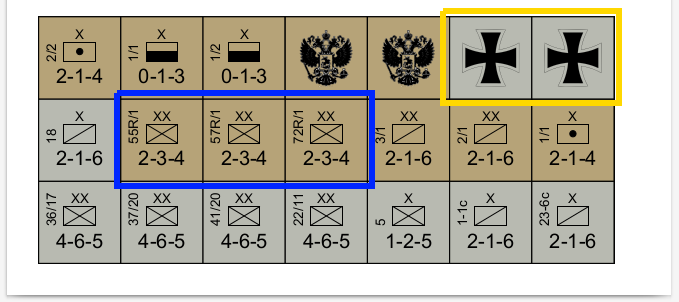 2/2 X 2-1-4
1/1 X 0-1-3
1/2 X 0-1-3
18 X 2-1-6
55R/1 XX 2-3-4
57R/1 XX 2-3-4
72R/1 XX 2-3-4
3/1 XX 2-1-6
2/1 XX 2-1-6
1/1 X 2-1-4
36/17 XX 4-6-5
37/20 XX 4-6-5
41/20 XX 4-6-5
22/11 XX 4-6-5
5 X 1-2-5
1-1c X 2-1-6
23-6c X 2-1-6